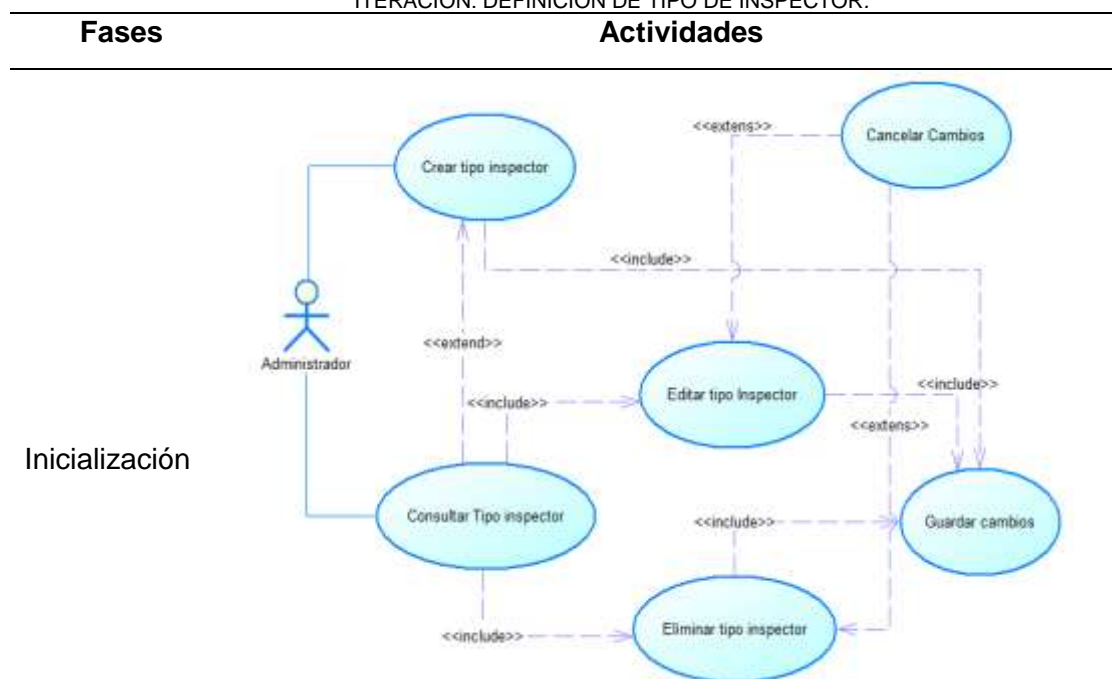 ITERACIÓN: DEFINICIÓN DE TIPO DE INSPECTOR.
Fases Actividades
<<extens>> Cancelar Cambios
Crear tipo inspector
<<include>>
Administrador
<<extend>>
<<include>> Editar tipo Inspector <<include>>
<<extens>>
Inicialización
Consultar Tipo inspector <<include>> Guardar cambios
<<include>> Eliminar tipo inspector